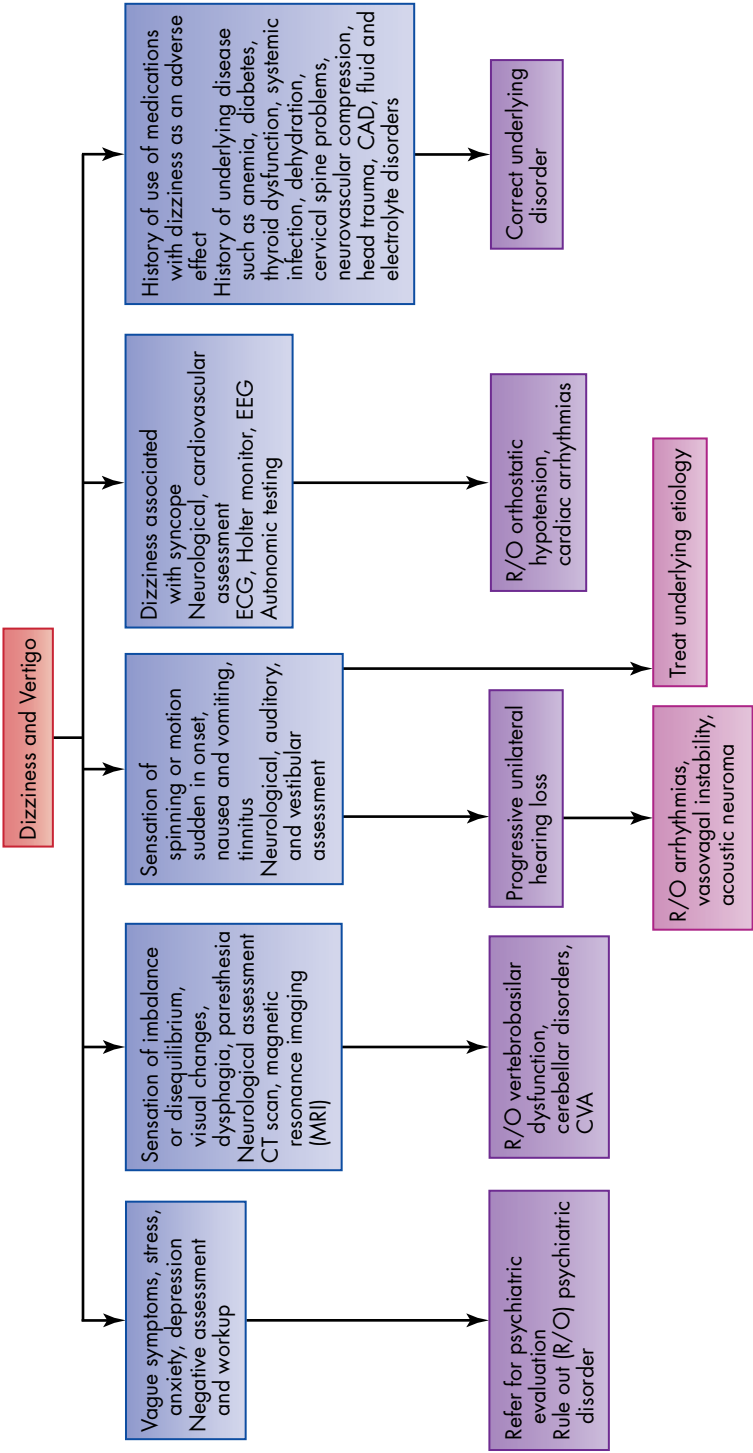 Dizziness and Vertigo
Vague symptoms, stress,
anxiety, depression
Negative assessment
and workup
Refer for psychiatric
evaluation
Rule out (R/O) psychiatric
disorder
Sensation of imbalance
or disequilibrium,
visual changes,
dysphagia, paresthesia
Neurological assessment
CT scan, magnetic
resonance imaging
(MRI)
R/O vertebrobasilar
dysfunction,
cerebellar disorders,
CVA
Sensation of
spinning or motion
sudden in onset,
nausea and vomiting,
tinnitus
Neurological, auditory,
and vestibular
assessment
Progressive unilateral
hearing loss
R/O arrhythmias,
vasovagal instability,
acoustic neuroma
Treat underlying etiology
Dizziness associated
with syncope
Neurological, cardiovascular
assessment
ECG, Holter monitor, EEG
Autonomic testing
R/O orthostatic
hypotension,
cardiac arrhythmias
History of use of medications
with dizziness as an adverse
effect
History of underlying disease
such as anemia, diabetes,
thyroid dysfunction, systemic
infection, dehydration,
cervical spine problems,
neurovascular compression,
head trauma, CAD, fluid and
electrolyte disorders
Correct underlying
disorder